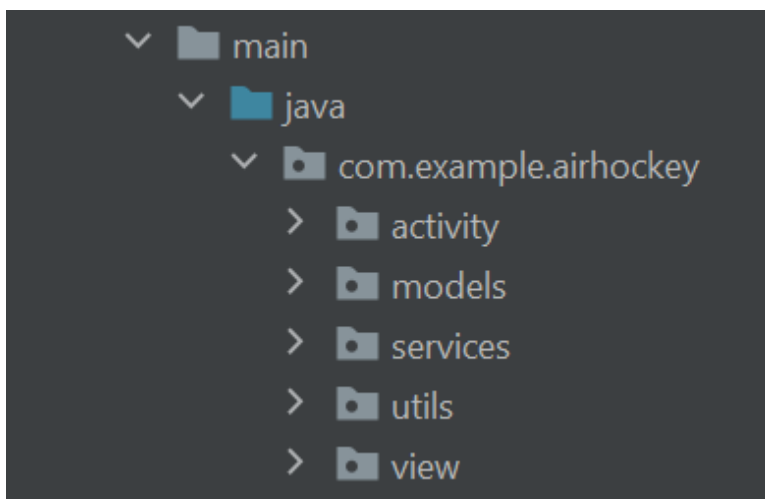 main
java
com.example.airhockey
activity
models
services
utils
view